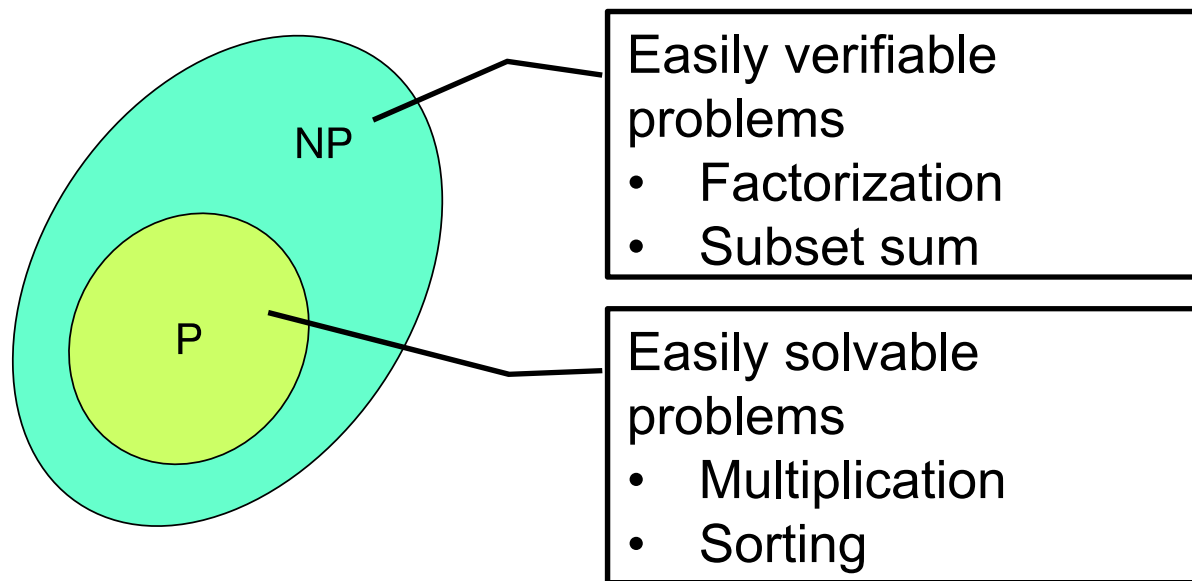 NP
P
Easily verifiable
problems
• Factorization
• Subset sum
Easily solvable
problems
• Multiplication
• Sorting